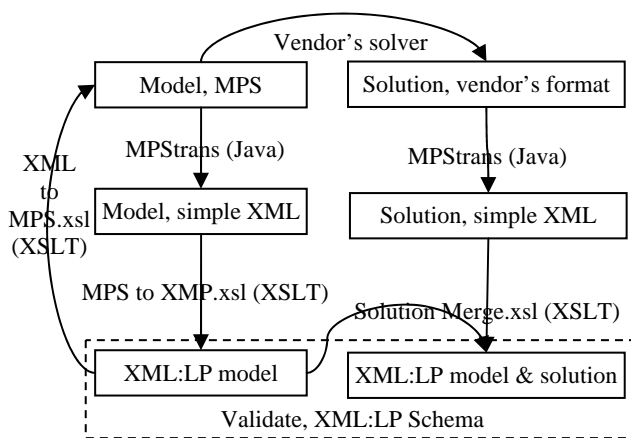 Vendor's solver
Model, MPS
Solution, vendor's format
MPStrans (Java)
MPStrans (Java)
XML
to
MPS.xsl
(XSLT)
Model, simple XML
Solution, simple XML
MPS to XMP.xsl (XSLT)
Solution Merge.xsl (XSLT)
XML:LP model
XML:LP model & solution
Validate, XML:LP Schema